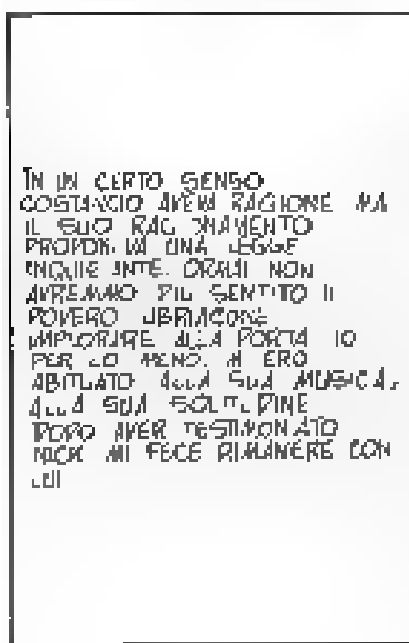 IN UN CERTO SENSO
COSTANZO AVEVA RAGIONE MA
IL SUO RAGIONAMENTO
PROPONEVA UNA LEGGE
INQUIETANTE. ORMAI NON
AVREMMO PIU SENTITO IL
POVERO UBRIACONE
IMPLORARE ALLA PORTA IO
PER LO MENO, MI ERO
ABITUATO ALLA SUA MUSICA,
ALLA SUA SOLITUDINE
DOPO AVER TESTIMONIATO
NICK MI FECE RIMANERE CON
LUI